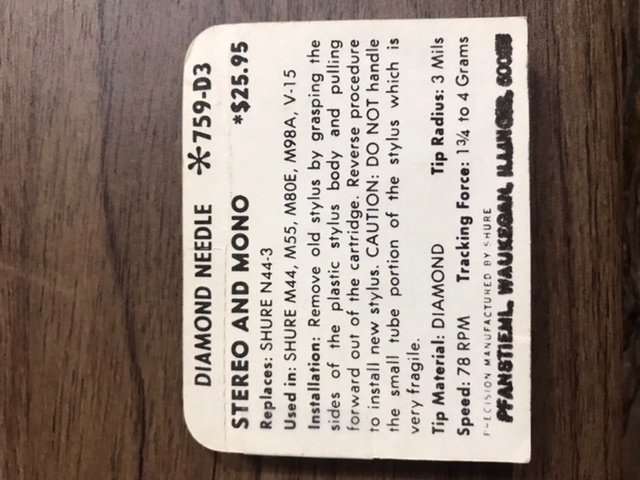 DIAMOND NEEDLE *759-D3
STEREO AND MONO *$25.95
Replaces: SHURE N44-3
Used in: SHURE M44, M55, M80E, M98A, V-15
Installation: Remove old stylus by grasping the
sides of the plastic stylus body and pulling
forward out of the cartridge. Reverse procedure
to install new stylus. CAUTION: DO NOT handle
the small tube portion of the stylus which is
very fragile.
Tip Material: DIAMOND Tip Radius: 3 Mils
Speed: 78 RPM Tracking Force: 1¾ to 4 Grams
PRECISION MANUFACTURED BY SHURE
PFANSTIEHL, WAUKEGAN, ILLINOIS, 60085